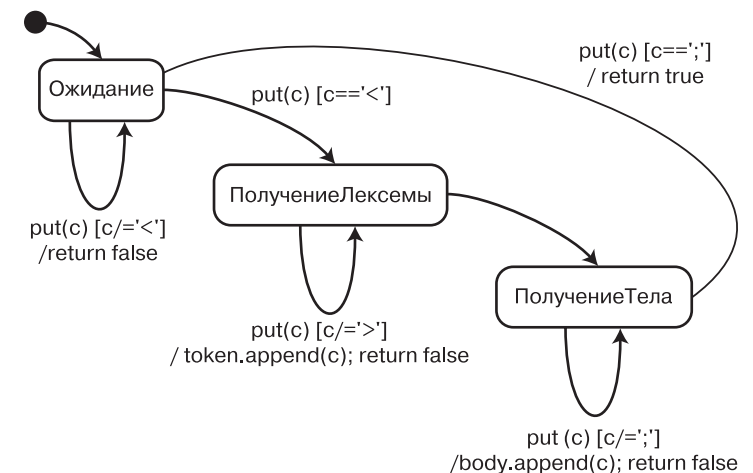 put(c) [c==';']
/ return true
Ожидание
put(c) [c=='<']
ПолучениеЛексемы
put(c) [c/='<']
/return false
ПолучениеТела
put(c) [c/='>']
/ token.append(c); return false
put (c) [c/=';']
/body.append(c); return false